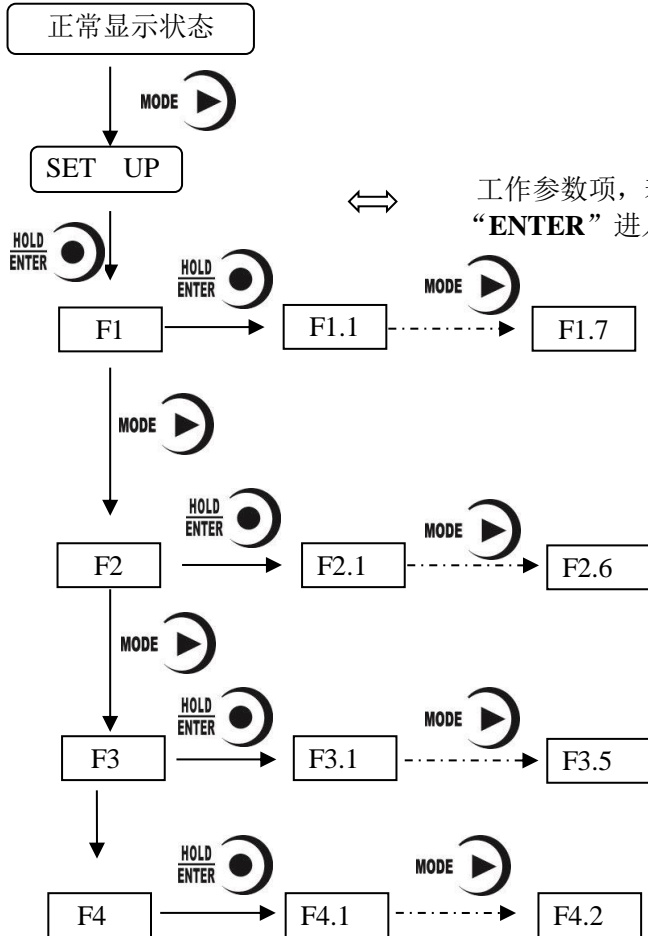 正常显示状态
MODE
SET UP
工作参数项，
“ENTER”进
HOLD
ENTER
HOLD
ENTER
MODE
F1
F1.1
F1.7
MODE
HOLD
ENTER
MODE
F2
F2.1
F2.6
MODE
HOLD
ENTER
MODE
F3
F3.1
F3.5
HOLD
ENTER
MODE
F4
F4.1
F4.2